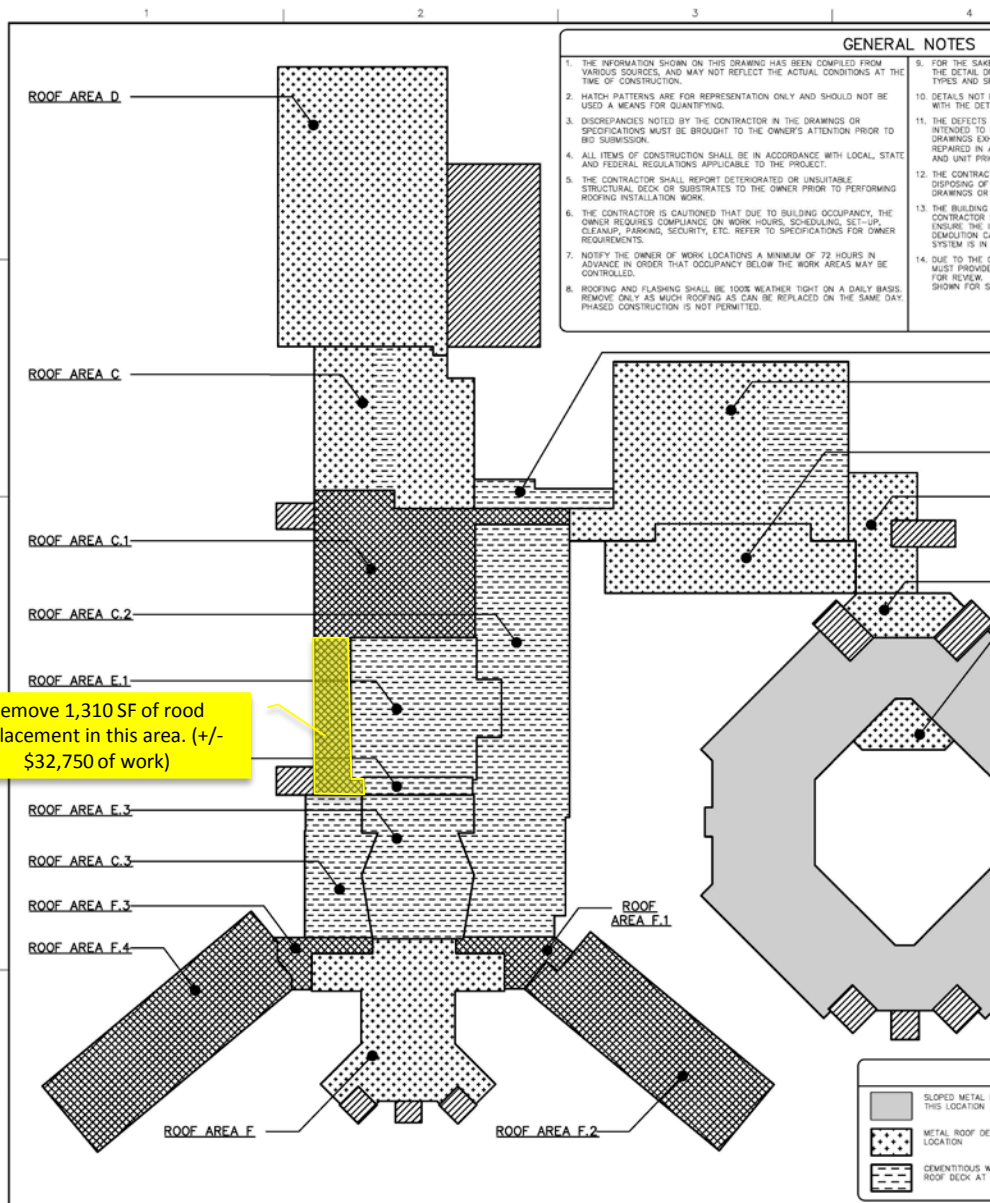 1
2
3
4
GENERAL NOTES
1. THE INFORMATION SHOWN ON THIS DRAWING HAS BEEN COMPILED FROM
VARIOUS SOURCES, AND MAY NOT REFLECT THE ACTUAL CONDITIONS AT THE
TIME OF CONSTRUCTION.
2. HATCH PATTERNS ARE FOR REPRESENTATION ONLY AND SHOULD NOT BE
USED A MEANS FOR QUANTIFYING.
3. DISCREPANCIES NOTED BY THE CONTRACTOR IN THE DRAWINGS OR
SPECIFICATIONS MUST BE BROUGHT TO THE OWNER'S ATTENTION PRIOR TO
BID SUBMISSION.
4. ALL ITEMS OF CONSTRUCTION SHALL BE IN ACCORDANCE WITH LOCAL, STATE
AND FEDERAL REGULATIONS APPLICABLE TO THE PROJECT.
5. THE CONTRACTOR SHALL REPORT DETERIORATED OR UNSUITABLE
STRUCTURAL DECK OR SUBSTRATES TO THE OWNER PRIOR TO PERFORMING
ROOFING INSTALLATION WORK.
6. THE CONTRACTOR IS CAUTIONED THAT DUE TO BUILDING OCCUPANCY, THE
OWNER REQUIRES COMPLIANCE ON WORK HOURS, SCHEDULING, SET-UP,
CLEANUP, PARKING, SECURITY, ETC. REFER TO SPECIFICATIONS FOR OWNER
REQUIREMENTS.
7. NOTIFY THE OWNER OF WORK LOCATIONS A MINIMUM OF 72 HOURS IN
ADVANCE IN ORDER THAT OCCUPANCY BELOW THE WORK AREAS MAY BE
CONTROLLED.
8. ROOFING AND FLASHING SHALL BE 100% WEATHER TIGHT ON A DAILY BASIS.
REMOVE ONLY AS MUCH ROOFING AS CAN BE REPLACED ON THE SAME DAY.
PHASED CONSTRUCTION IS NOT PERMITTED.
9. FOR THE SAKE
THE DETAIL
TYPES AND
10. DETAILS NOT
WITH THE
11. THE DEFECTS
INTENDED TO
DRAWINGS
REPAIRED IN
AND UNIT
12. THE
DISPOSING OF
DRAWINGS OR
13. THE BUILDING
CONTRACTOR
ENSURE THE
DEMOLITION
SYSTEM IS IN
14. DUE TO THE
MUST PROVIDE
FOR REVIEW.
SHOWN FOR
ROOF AREA D
ROOF AREA C
ROOF AREA C.1
ROOF AREA C.2
ROOF AREA E.1
emove 1,310 SF of rood
lacement in this area. (+/-
$32,750 of work)
ROOF AREA E.3
ROOF AREA C.3
ROOF AREA F.3
ROOF AREA F.4
ROOF
AREA F.1
ROOF AREA F
ROOF AREA F.2
SLOPED METAL
THIS LOCATION
METAL ROOF DE
LOCATION
CEMENTITIOUS W
ROOF DECK AT